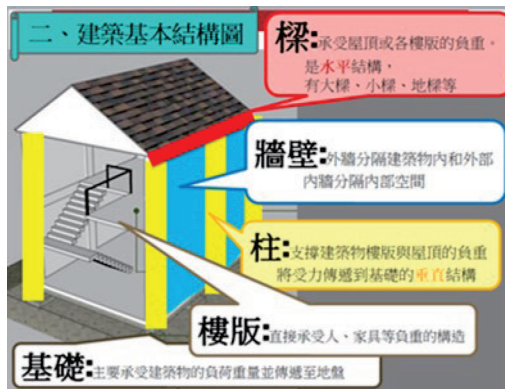 二、建築基本結構圖
樑:承受屋頂或各樓版的負重。
是水平結構，
有大樑、小樑、地樑等
牆壁:外牆分隔建築物內和外部
內牆分隔內部空間
柱:支撐建築物樓版與屋頂的負重
將受力傳遞到基礎的垂直結構
樓版:直接承受人、家具等負重的構造
基礎:主要承受建築物的負荷重量並傳遞至地盤